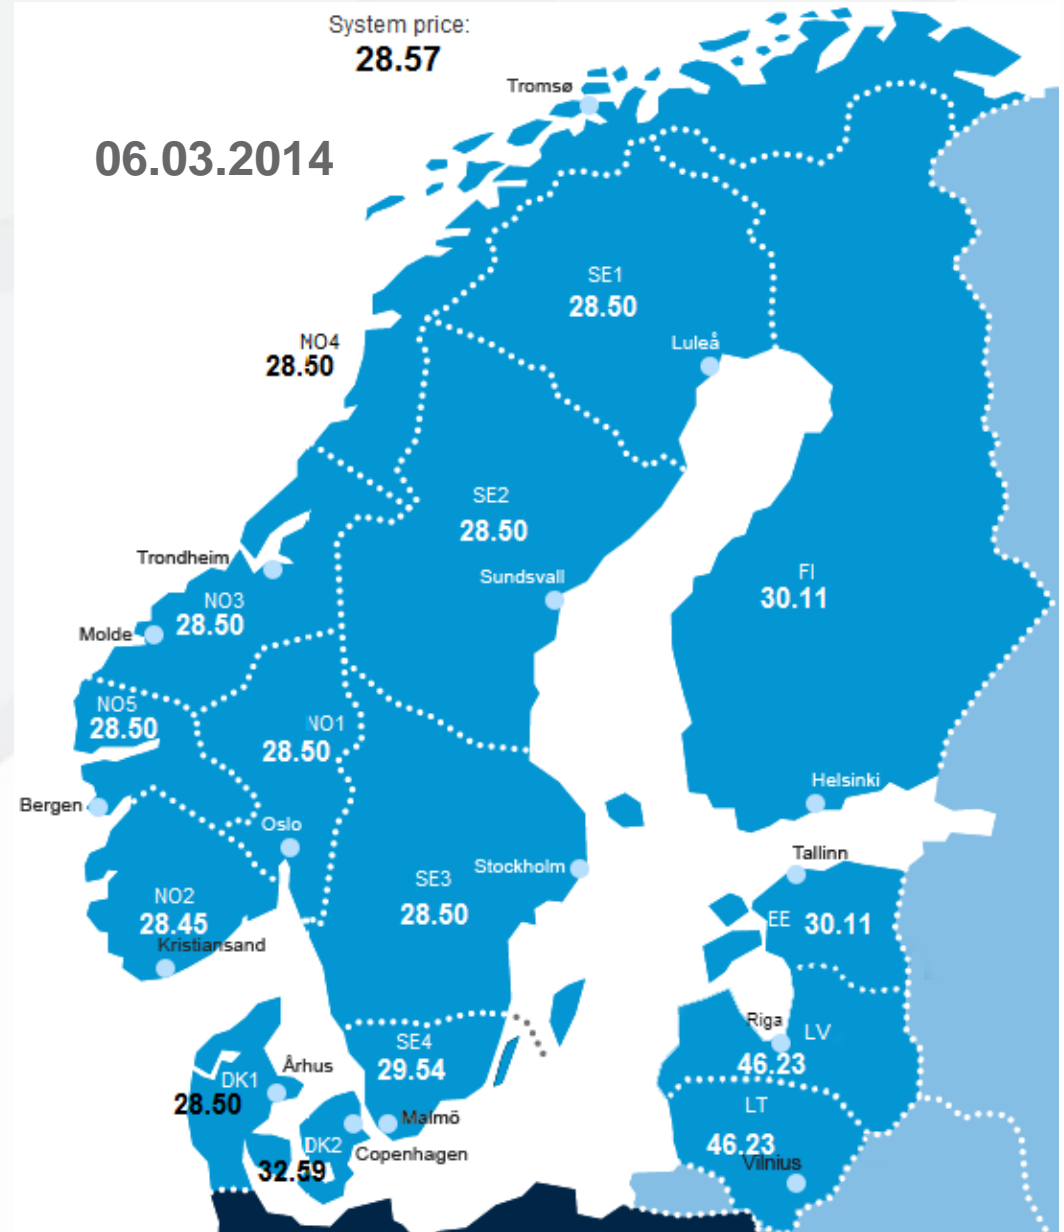 System price:
28.57
Tromsø
06.03.2014
SE1
28.50
Luleå
NO4
28.50
SE2
28.50
Trondheim
Sundsvall
FI
30.11
NO3
28.50
Molde
NO5
28.50
NO1
28.50
Helsinki
Bergen
Oslo
Tallinn
Stockholm
SE3
28.50
NO2
28.45
EE 30.11
Kristiansand
Riga
LV
46.23
SE4
29.54
Århus
DK1
28.50
LT
46.23
Malmö
DK2
Copenhagen
32.59
Vilnius